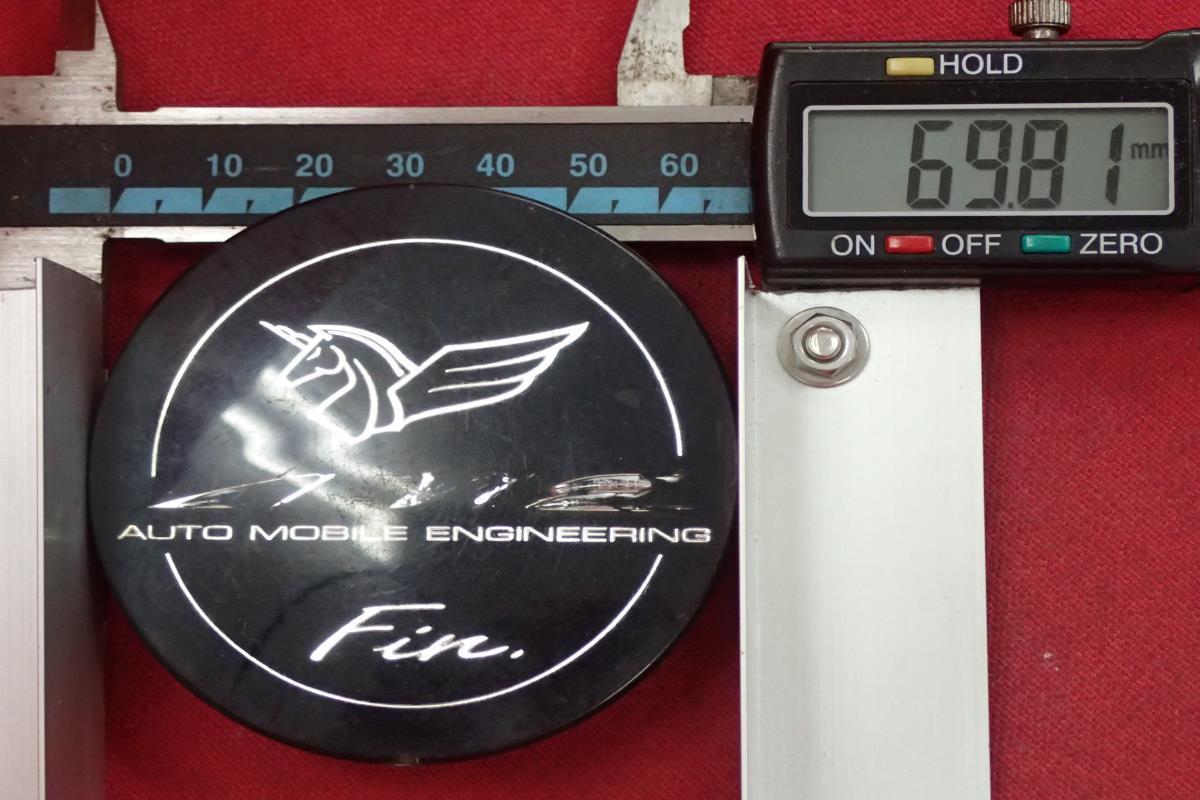 HOLD
0 10 20 30 40 50 60
69.81 mm
ON OFF ZERO
AUTO MOBILE ENGINEERING
Fin.